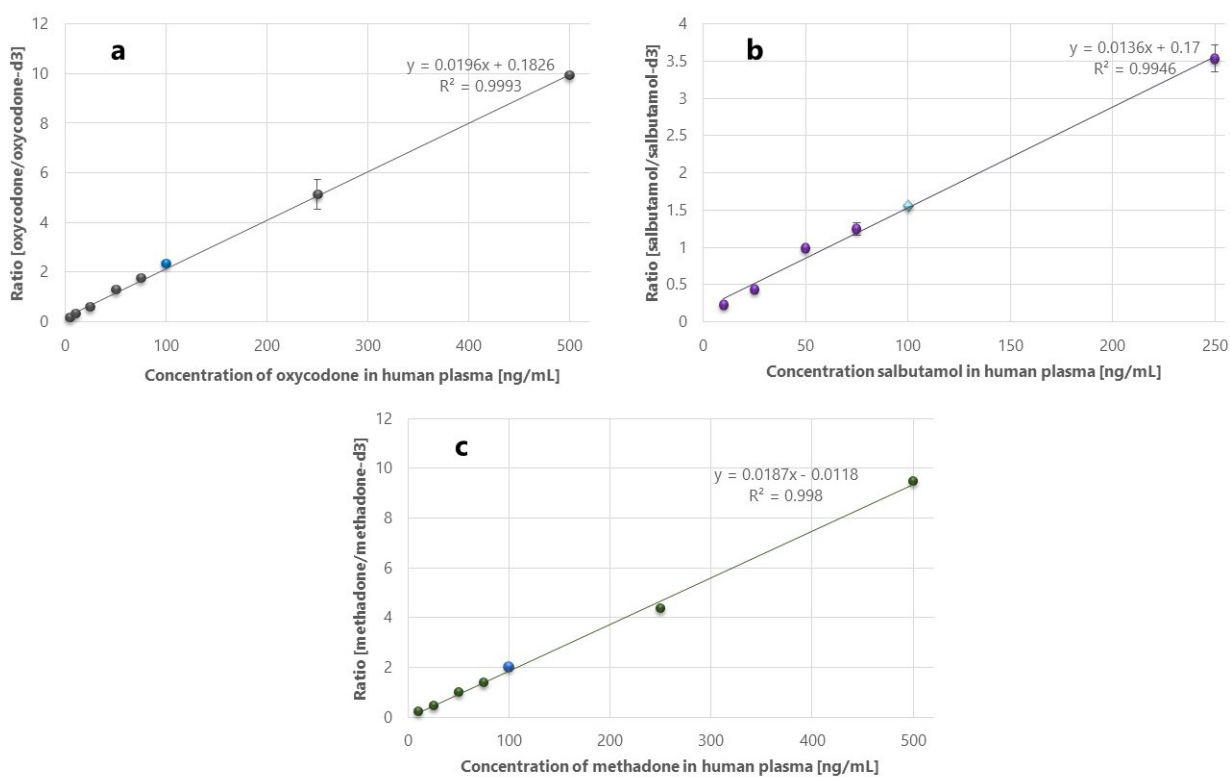 a
y = 0.0196x + 0.1826
R² = 0.9993
Ratio [oxycodone/oxycodone-d3]
12
10
8
6
4
2
0
0 100 200 300 400 500
Concentration of oxycodone in human plasma [ng/mL]
b
y = 0.0136x + 0.17
R² = 0.9946
Ratio [salbutamol/salbutamol-d3]
4
3.5
3
2.5
2
1.5
1
0.5
0
0 50 100 150 200 250
Concentration salbutamol in human plasma [ng/mL]
c
y = 0.0187x - 0.0118
R² = 0.998
Ratio [methadone/methadone-d3]
12
10
8
6
4
2
0
0 100 200 300 400 500
Concentration of methadone in human plasma [ng/mL]